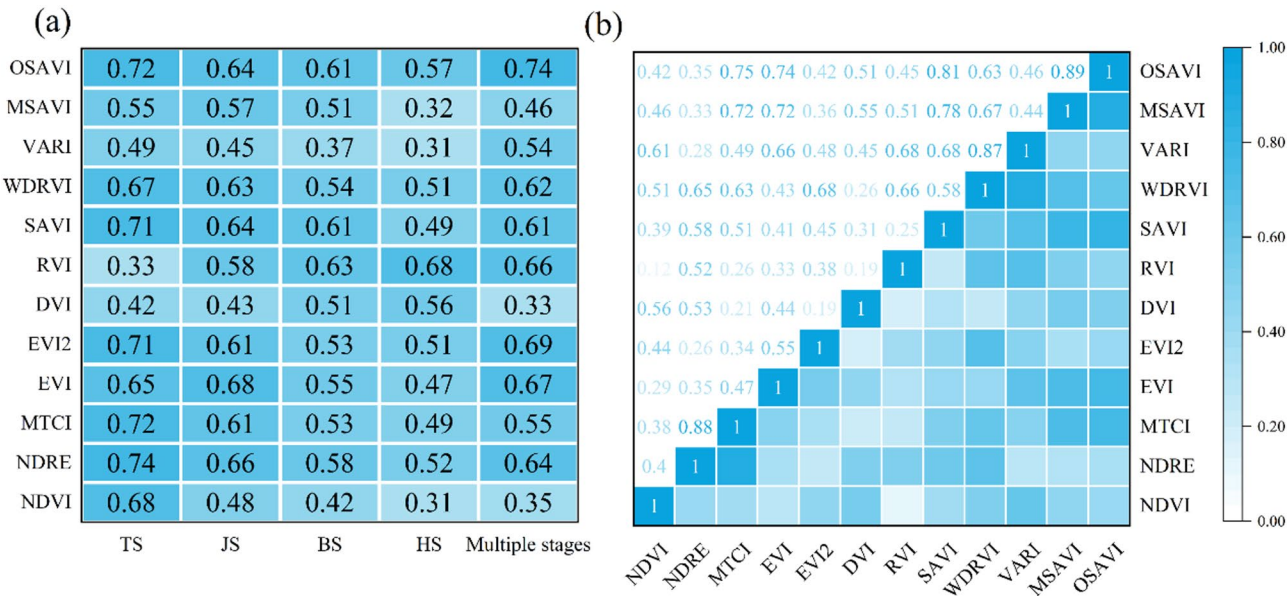 (a)
OSAVI 0.72 0.64 0.61 0.57 0.74
MSAVI 0.55 0.57 0.51 0.32 0.46
VARI 0.49 0.45 0.37 0.31 0.54
WDRVI 0.67 0.63 0.54 0.51 0.62
SAVI 0.71 0.64 0.61 0.49 0.61
RVI 0.33 0.58 0.63 0.68 0.66
DVI 0.42 0.43 0.51 0.56 0.33
EVI2 0.71 0.61 0.53 0.51 0.69
EVI 0.65 0.68 0.55 0.47 0.67
MTCI 0.72 0.61 0.53 0.49 0.55
NDRE 0.74 0.66 0.58 0.52 0.64
NDVI 0.68 0.48 0.42 0.31 0.35
TS JS BS HS Multiple stages
(b)
0.42 0.35 0.75 0.74 0.42 0.51 0.45 0.81 0.63 0.46 0.89 1 OSAVI
0.46 0.33 0.72 0.72 0.36 0.55 0.51 0.78 0.67 0.44 1 MSAVI
0.61 0.28 0.49 0.66 0.48 0.45 0.68 0.68 0.87 1 VARI
0.51 0.65 0.63 0.43 0.68 0.26 0.66 0.58 1 WDRVI
0.39 0.58 0.51 0.41 0.45 0.31 0.25 1 SAVI
0.12 0.52 0.26 0.33 0.38 0.19 1 RVI
0.56 0.53 0.21 0.44 0.19 1 DVI
0.44 0.26 0.34 0.55 1 EVI2
0.29 0.35 0.47 1 EVI
0.38 0.88 1 MTCI
0.4 1 NDRE
1 NDVI
NDVI NDRE MTCI EVI EVI2 DVI RVI SAVI WDRVI VARI MSAVI OSAVI
1.00
0.80
0.60
0.40
0.20
0.00